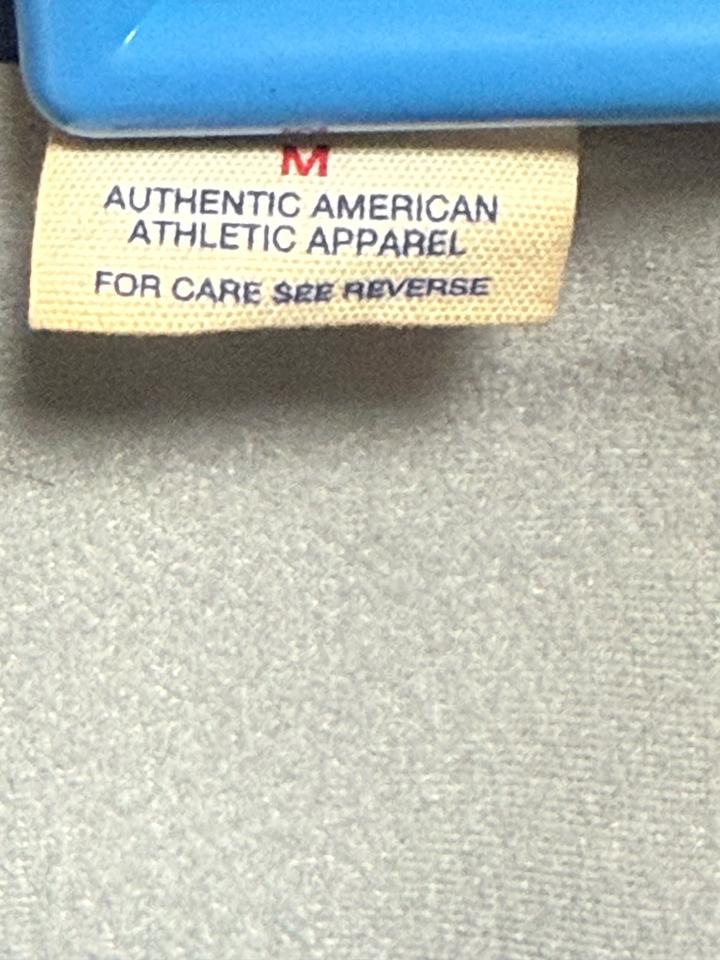 M
AUTHENTIC AMERICAN
ATHLETIC APPAREL
FOR CARE SEE REVERSE